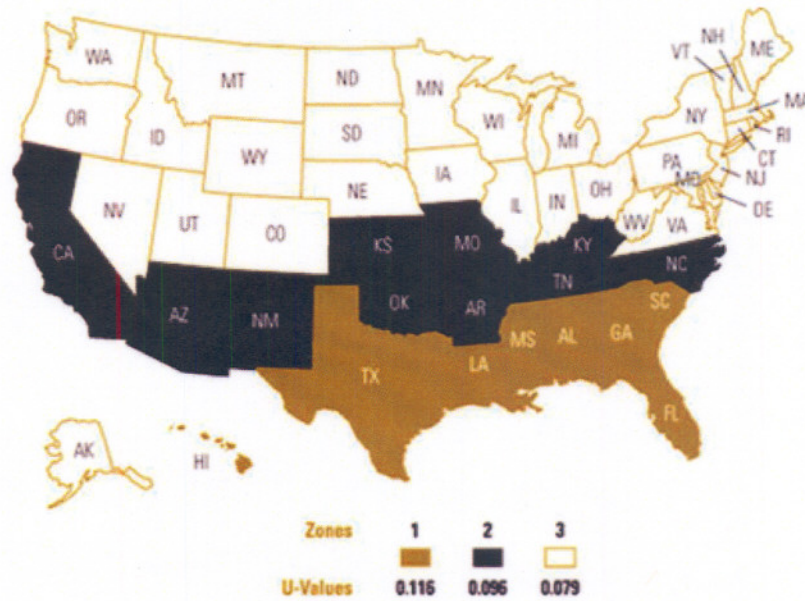 WA
MT
ND
MN
VT
NH
ME
OR
ID
SD
WI
MI
NY
MA
WY
RI
IA
PA
CT
NV
NE
OH
NJ
UT
IL
IN
MD
DE
CO
WV
VA
CA
KS
MO
KY
AZ
NM
OK
AR
TN
NC
SC
MS
AL
GA
TX
LA
FL
AK
HI
Zones 1 2 3
U-Values 0.116 0.096 0.079